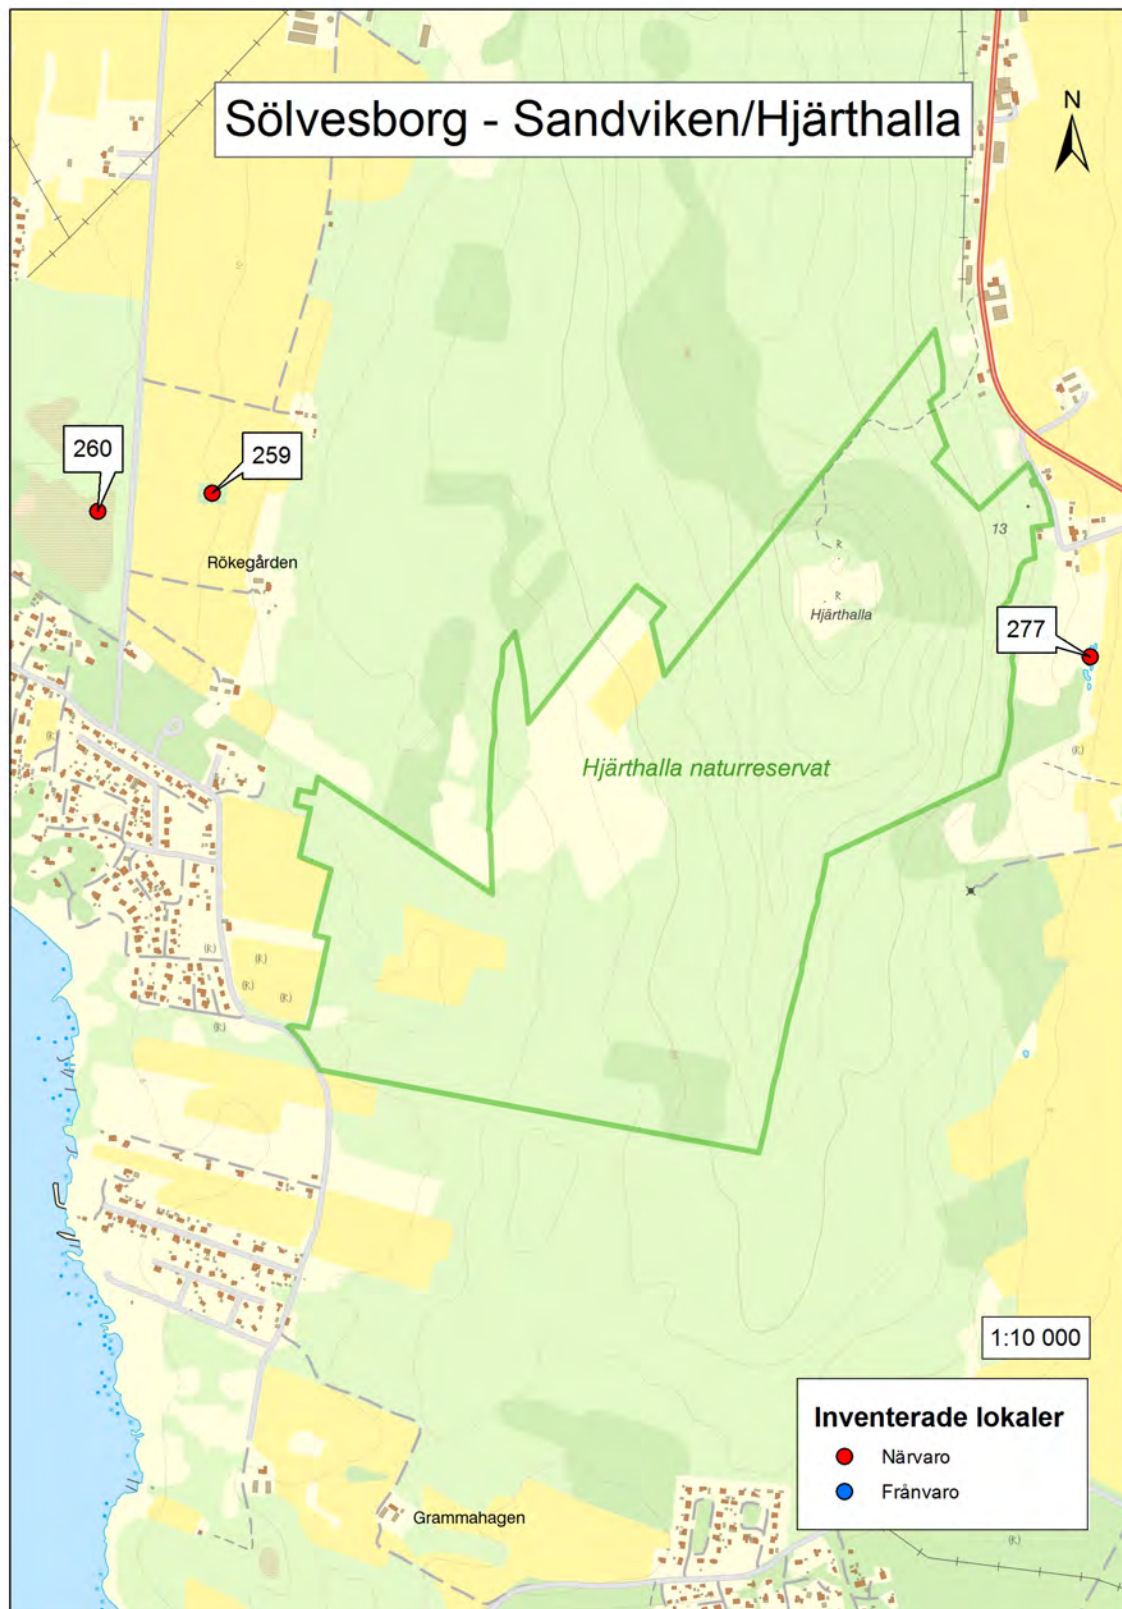 Sölvesborg - Sandviken/Hjärthalla
N
260
259
Rökegården
13
R
R
Hjärthalla
277
Hjärthalla naturreservat
(R)
(R)
(R)
(R)
(R)
(R)
(R)
1:10 000
Inventerade lokaler
Närvaro
Frånvaro
Grammahagen
(R)